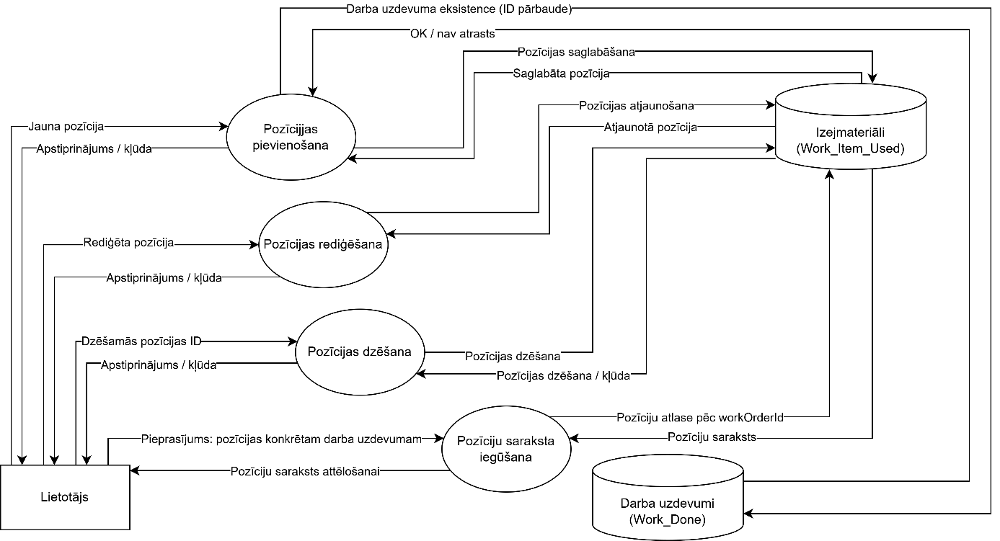 Darba uzdevuma eksistence (ID pārbaude)
OK / nav atrasts
Pozīcijas saglabāšana
Saglabāta pozīcija
Pozīcijas atjaunošana
Jauna pozīcija
Pozīcijjas
pievienošana
Atjaunotā pozīcija
Izejmateriāli
(Work_Item_Used)
Apstiprinājums / kļūda
Rediģēta pozīcija
Pozīcijas rediģēšana
Apstiprinājums / kļūda
Dzēšamās pozīcijas ID
Pozīcijas dzēšana
Pozīcijas dzēšana
Apstiprinājums / kļūda
Pozīcijas dzēšana / kļūda
Pozīciju atlase pēc workOrderId
Pieprasījums: pozīcijas konkrētam darba uzdevumam
Pozīciju saraksta
iegūšana
Pozīciju saraksts
Pozīciju saraksts attēlošanai
Lietotājs
Darba uzdevumi
(Work_Done)